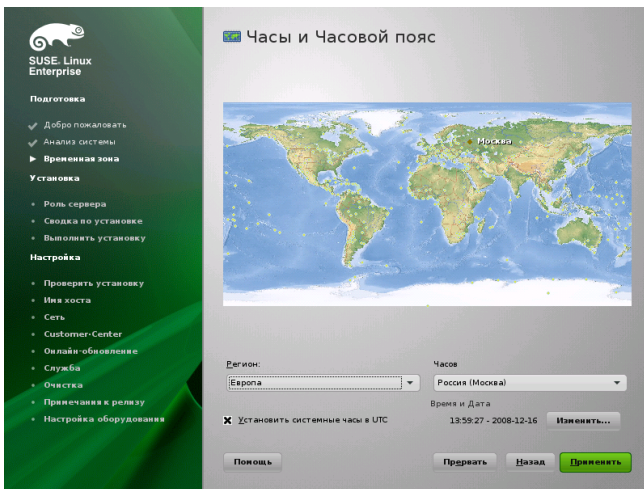 SUSE. Linux
Enterprise
Подготовка
Добро пожаловать
Анализ системы
Временная зона
Установка
Роль сервера
Сводка по установке
Выполнить установку
Настройка
Проверить установку
Имя хоста
Сеть
Customer-Center
Онлайн-обновление
Служба
Очистка
Примечания к релизу
Настройка оборудования
Часы и Часовой пояс
Москва
Регион:
Европа
Часов
Россия (Москва)
Установить системные часы в UTC
Время и Дата
13:59:27 - 2008-12-16
Изменить...
Помощь
Прервать
Назад
Применить